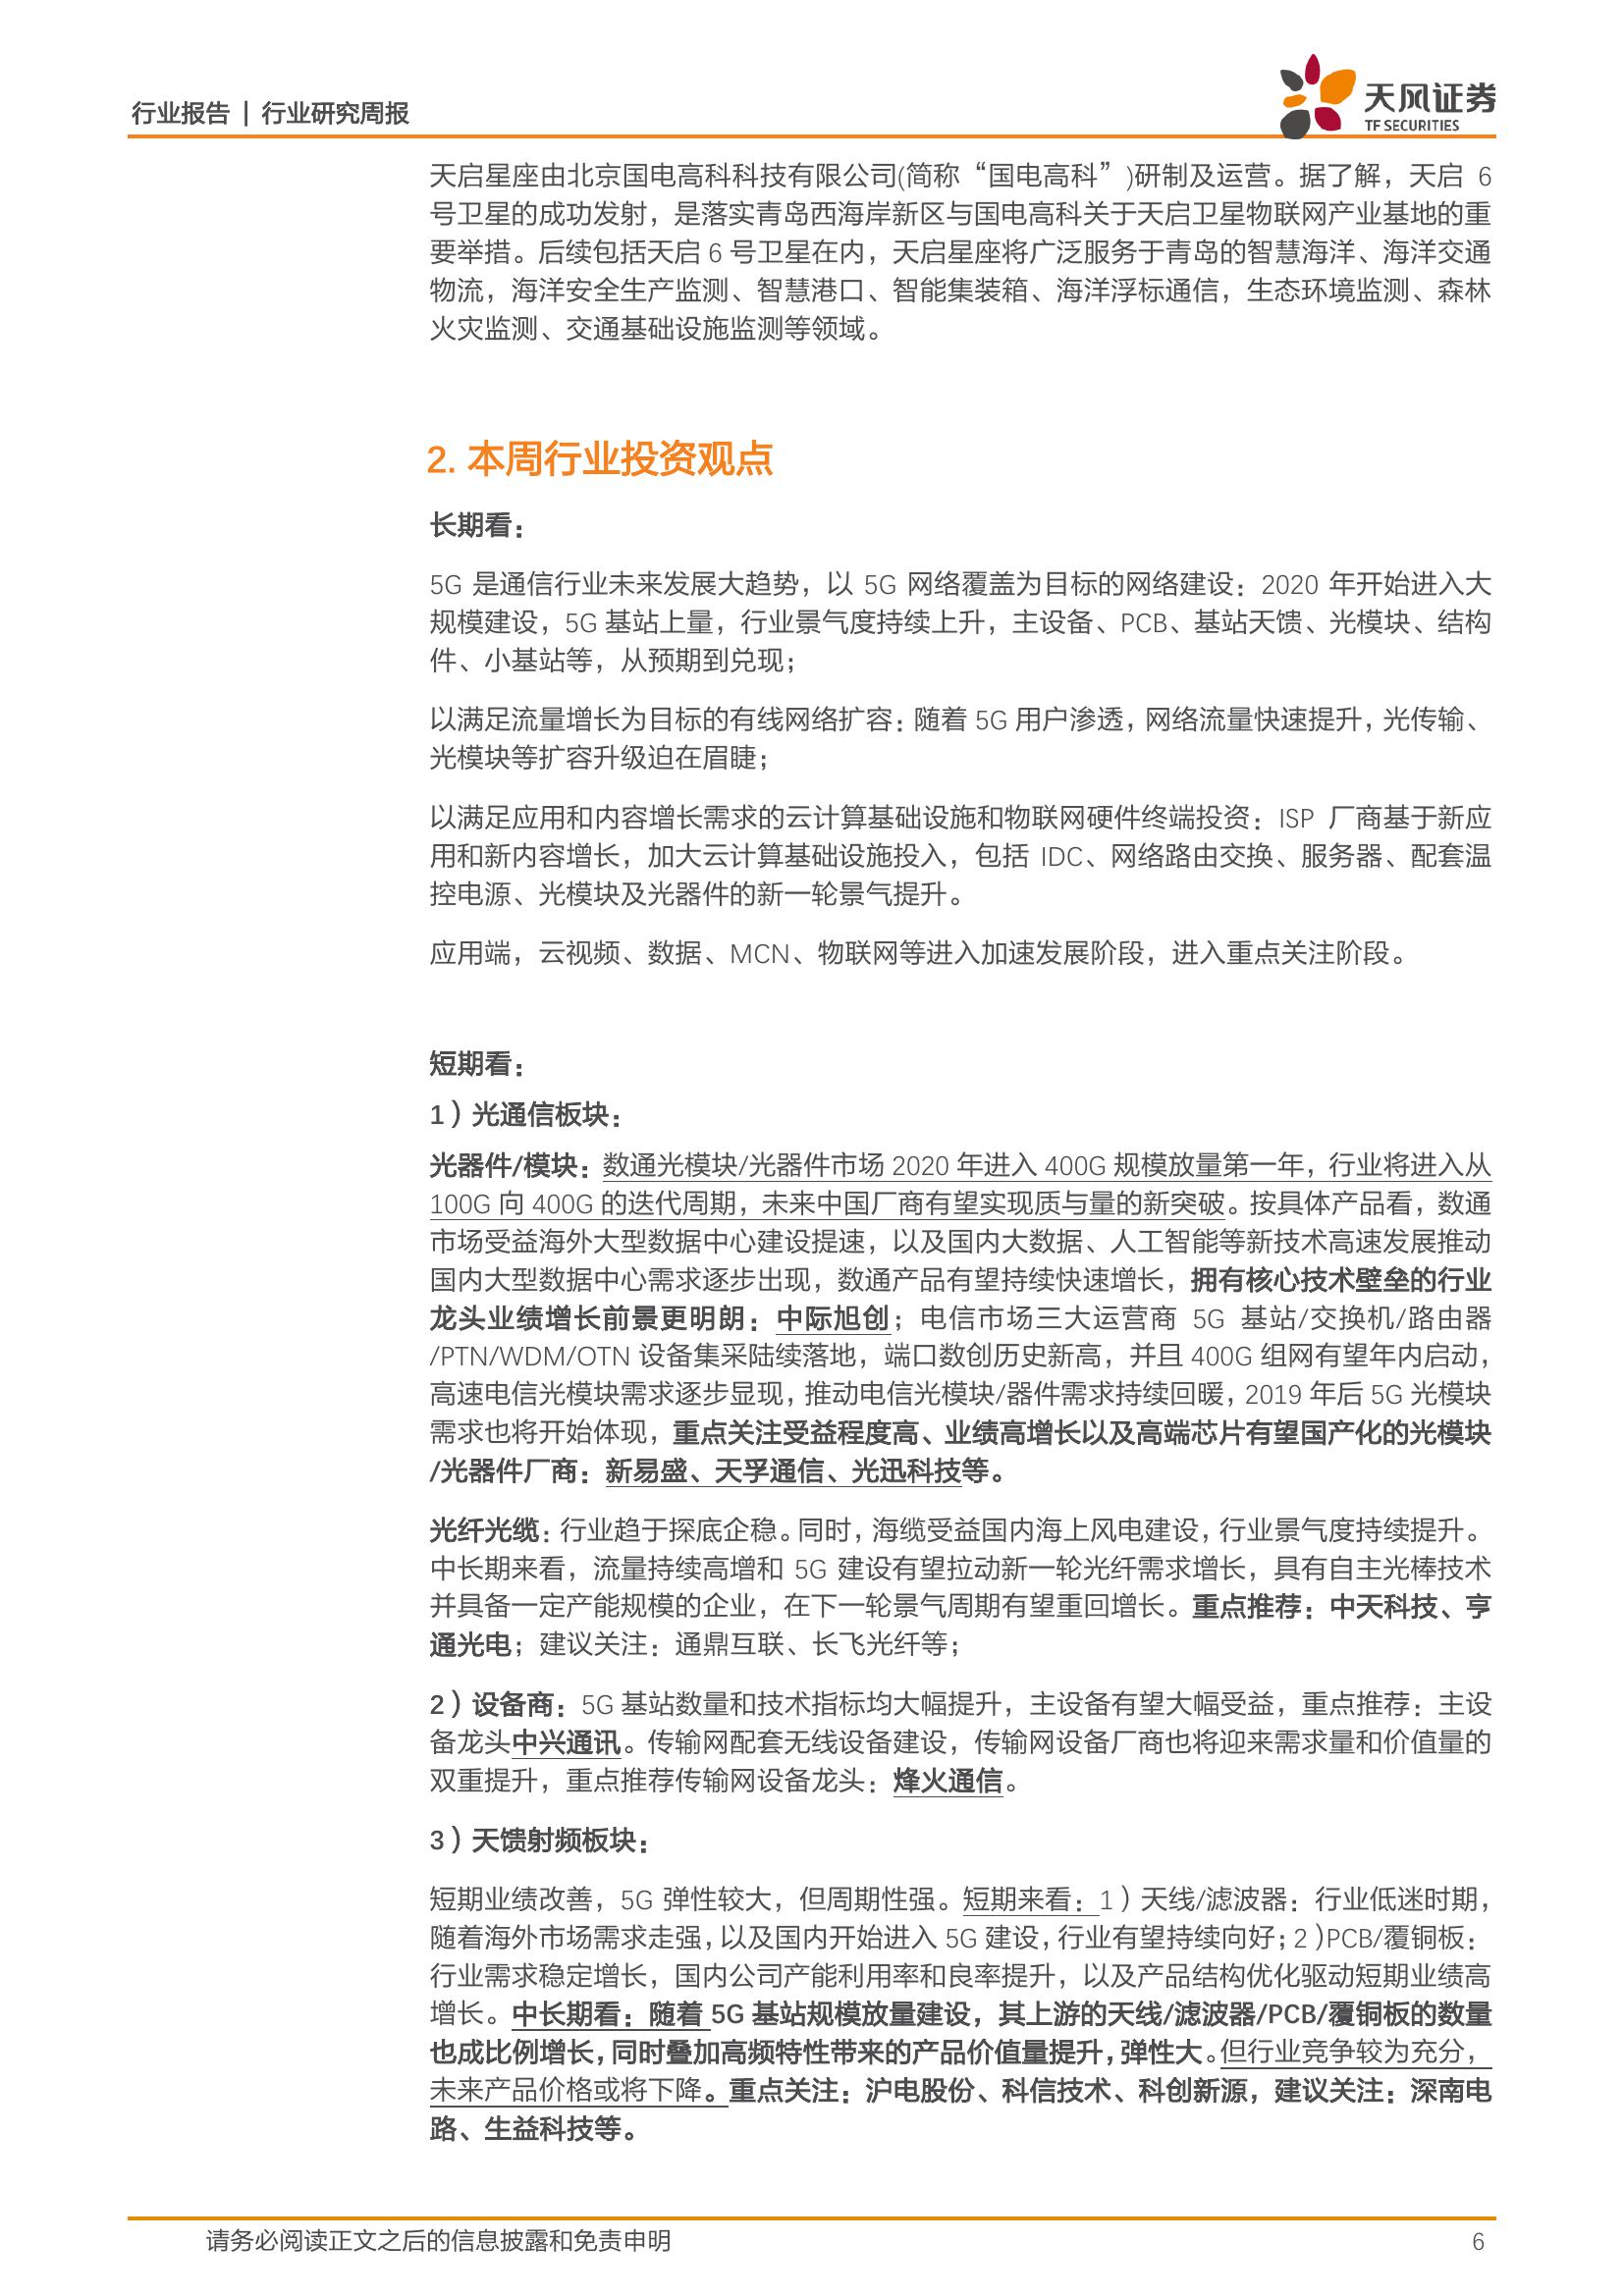 行业报告 | 行业研究周报
天风证券
TF SECURITIES
天启星座由北京国电高科科技有限公司(简称“国电高科”)研制及运营。据了解，天启 6
号卫星的成功发射，是落实青岛西海岸新区与国电高科关于天启卫星物联网产业基地的重
要举措。后续包括天启 6 号卫星在内，天启星座将广泛服务于青岛的智慧海洋、海洋交通
物流，海洋安全生产监测、智慧港口、智能集装箱、海洋浮标通信，生态环境监测、森林
火灾监测、交通基础设施监测等领域。
2. 本周行业投资观点
长期看：
5G 是通信行业未来发展大趋势，以 5G 网络覆盖为目标的网络建设：2020 年开始进入大
规模建设，5G 基站上量，行业景气度持续上升，主设备、PCB、基站天馈、光模块、结构
件、小基站等，从预期到兑现；
以满足流量增长为目标的有线网络扩容：随着 5G 用户渗透，网络流量快速提升，光传输、
光模块等扩容升级迫在眉睫；
以满足应用和内容增长需求的云计算基础设施和物联网硬件终端投资：ISP 厂商基于新应
用和新内容增长，加大云计算基础设施投入，包括 IDC、网络路由交换、服务器、配套温
控电源、光模块及光器件的新一轮景气提升。
应用端，云视频、数据、MCN、物联网等进入加速发展阶段，进入重点关注阶段。
短期看：
1）光通信板块：
光器件/模块：数通光模块/光器件市场 2020 年进入 400G 规模放量第一年，行业将进入从
100G 向 400G 的迭代周期，未来中国厂商有望实现质与量的新突破。按具体产品看，数通
市场受益海外大型数据中心建设提速，以及国内大数据、人工智能等新技术高速发展推动
国内大型数据中心需求逐步出现，数通产品有望持续快速增长，拥有核心技术壁垒的行业
龙头业绩增长前景更明朗：中际旭创；电信市场三大运营商 5G 基站/交换机/路由器
/PTN/WDM/OTN 设备集采陆续落地，端口数创历史新高，并且 400G 组网有望年内启动，
高速电信光模块需求逐步显现，推动电信光模块/器件需求持续回暖，2019 年后 5G 光模块
需求也将开始体现，重点关注受益程度高、业绩高增长以及高端芯片有望国产化的光模块
/光器件厂商：新易盛、天孚通信、光迅科技等。
光纤光缆：行业趋于探底企稳。同时，海缆受益国内海上风电建设，行业景气度持续提升。
中长期来看，流量持续高增和 5G 建设有望拉动新一轮光纤需求增长，具有自主光棒技术
并具备一定产能规模的企业，在下一轮景气周期有望重回增长。重点推荐：中天科技、亨
通光电；建议关注：通鼎互联、长飞光纤等；
2）设备商：5G 基站数量和技术指标均大幅提升，主设备有望大幅受益，重点推荐：主设
备龙头中兴通讯。传输网配套无线设备建设，传输网设备厂商也将迎来需求量和价值量的
双重提升，重点推荐传输网设备龙头：烽火通信。
3）天馈射频板块：
短期业绩改善，5G 弹性较大，但周期性强。短期来看：1）天线/滤波器：行业低迷时期，
随着海外市场需求走强，以及国内开始进入 5G 建设，行业有望持续向好；2）PCB/覆铜板：
行业需求稳定增长，国内公司产能利用率和良率提升，以及产品结构优化驱动短期业绩高
增长。中长期看：随着 5G 基站规模放量建设，其上游的天线/滤波器/PCB/覆铜板的数量
也成比例增长，同时叠加高频特性带来的产品价值量提升，弹性大。但行业竞争较为充分，
未来产品价格或将下降。重点关注：沪电股份、科信技术、科创新源，建议关注：深南电
路、生益科技等。
请务必阅读正文之后的信息披露和免责申明
6